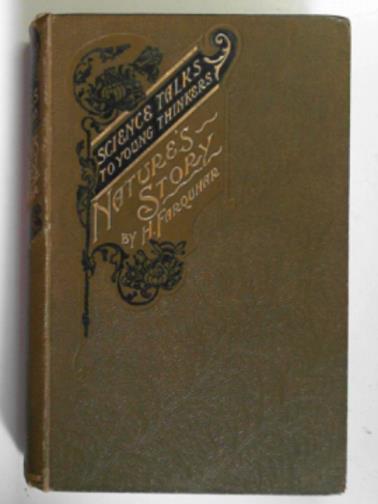 SCIENCE TALKS
TO YOUNG THINKERS
NATURE'S
STORY
BY H. FARQUHAR